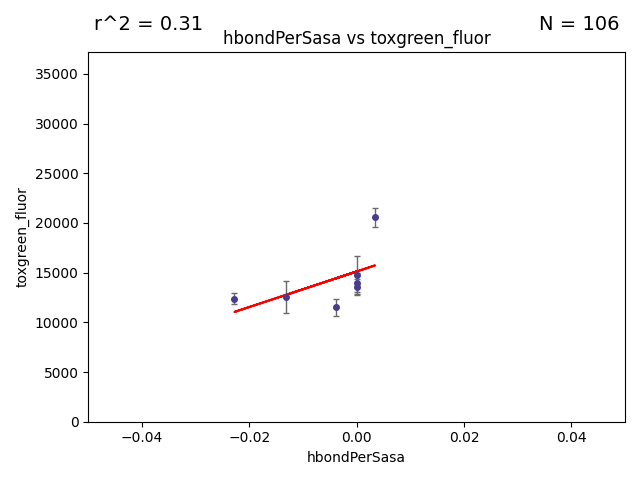 r^2 = 0.31
N = 106
hbondPerSasa vs toxgreen_fluor
35000
30000
25000
20000
15000
10000
5000
0
toxgreen_fluor
−0.04
−0.02
0.00
0.02
0.04
hbondPerSasa